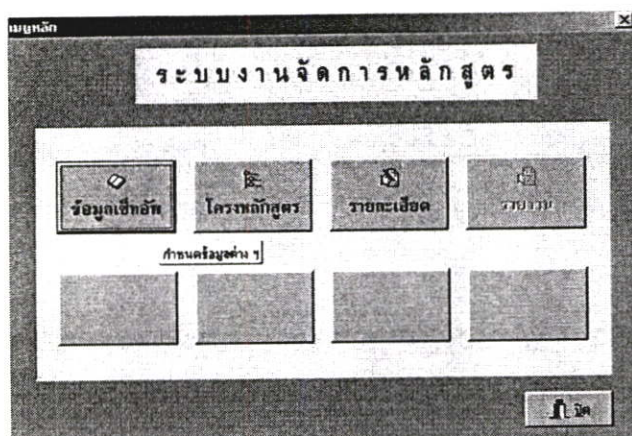 เมนูหลัก
ระบบงานจัดการหลักสูตร
ข้อมูลเซ็ทอัพ
โครงหลักสูตร
รายละเอียด
รายงาน
กำหนดข้อมูลต่าง ๆ
ปิด